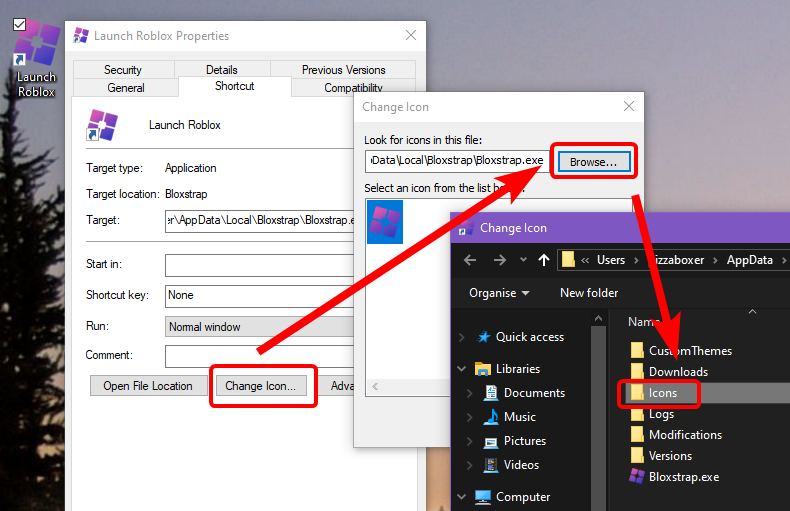 Launch
Roblox
Launch Roblox Properties
Security
Details
Previous Versions
General
Shortcut
Compatibility
Launch Roblox
Target type:
Application
Target location:
Bloxstrap
Target:
er\AppData\Local\Bloxstrap\Bloxstrap.e
Start in:
Shortcut key:
None
Run:
Normal window
Comment:
Open File Location
Change Icon...
Adva
Change Icon
Look for icons in this file:
Data\Local\Bloxstrap\Bloxstrap.exe
Browse...
Select an icon from the list
Change Icon
« Users
AppData
Organise
New folder
Quick access
Libraries
Documents
Music
Pictures
Videos
Computer
Name
CustomThemes
Downloads
Icons
Logs
Modifications
Versions
Bloxstrap.exe